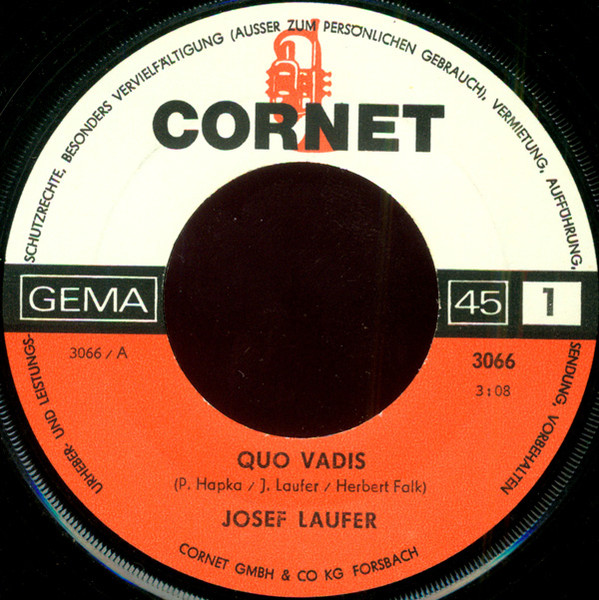 URHEBER- UND LEISTUNGS-SCHUTZRECHTE, BESONDERS VERVIELFÄLTIGUNG (AUSSER ZUM PERSÖNLICHEN GEBRAUCH), VERMIETUNG, AUFFÜHRUNG, SENDUNG, VORBEHALTEN
CORNET
GEMA
45
1
3066 / A
3066
3:08
QUO VADIS
(P. Hapka / J. Laufer / Herbert Falk)
JOSEF LAUFER
CORNET GMBH & CO KG FORSBACH